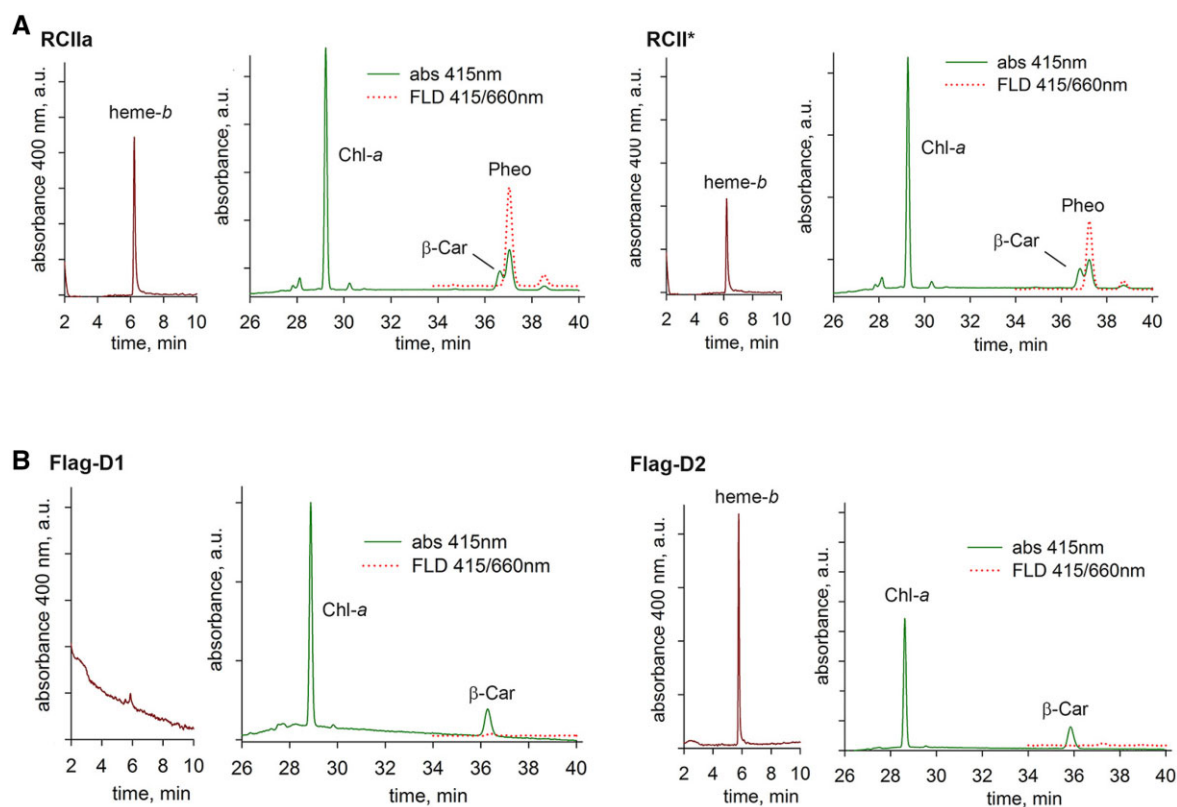 A
RCIIa
absorbance 400 nm, a.u.
heme-b
2 4 6 8 10
time, min
absorbance, a.u.
abs 415nm
FLD 415/660nm
Chl-a
Pheo
β-Car
26 28 30 32 34 36 38 40
time, min
RCII*
absorbance 400 nm, a.u.
heme-b
2 4 6 8 10
time, min
absorbance, a.u.
abs 415nm
FLD 415/660nm
Chl-a
Pheo
β-Car
26 28 30 32 34 36 38 40
time, min
B
Flag-D1
absorbance 400 nm, a.u.
2 4 6 8 10
time, min
absorbance, a.u.
abs 415nm
FLD 415/660nm
Chl-a
β-Car
26 28 30 32 34 36 38 40
time, min
Flag-D2
heme-b
absorbance 400 nm, a.u.
2 4 6 8 10
time, min
absorbance, a.u.
abs 415nm
FLD 415/660nm
Chl-a
β-Car
26 28 30 32 34 36 38 40
time, min